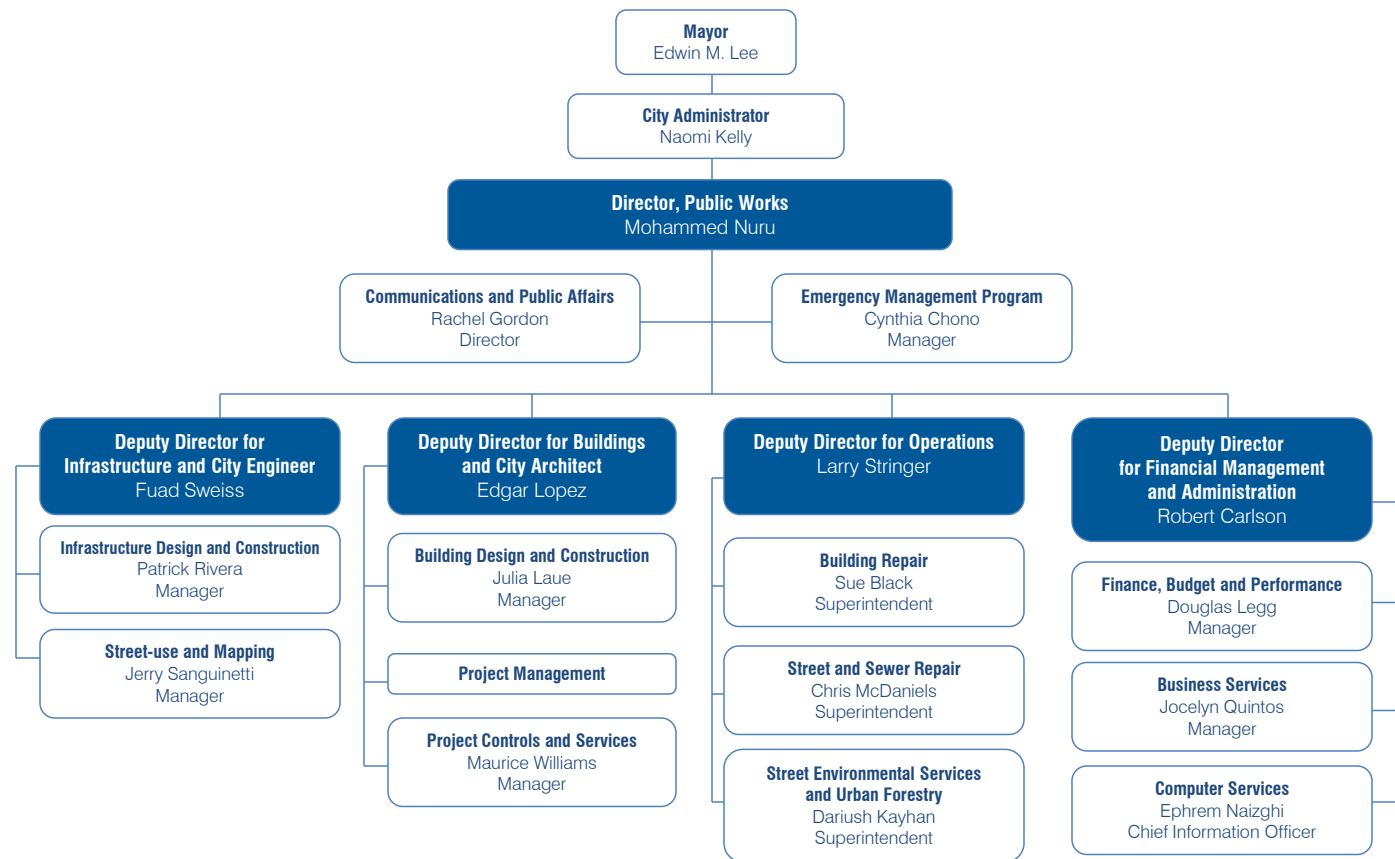 Mayor
Edwin M. Lee
City Administrator
Naomi Kelly
Director, Public Works
Mohammed Nuru
Communications and Public Affairs
Rachel Gordon
Director
Emergency Management Program
Cynthia Chono
Manager
Deputy Director for
Infrastructure and City Engineer
Fuad Sweiss
Infrastructure Design and Construction
Patrick Rivera
Manager
Street-use and Mapping
Jerry Sanguinetti
Manager
Deputy Director for Buildings
and City Architect
Edgar Lopez
Building Design and Construction
Julia Laue
Manager
Project Management
Project Controls and Services
Maurice Williams
Manager
Deputy Director for Operations
Larry Stringer
Building Repair
Sue Black
Superintendent
Street and Sewer Repair
Chris McDaniels
Superintendent
Street Environmental Services
and Urban Forestry
Dariush Kayhan
Superintendent
Deputy Director
for Financial Management
and Administration
Robert Carlson
Finance, Budget and Performance
Douglas Legg
Manager
Business Services
Jocelyn Quintos
Manager
Computer Services
Ephrem Naizghi
Chief Information Officer